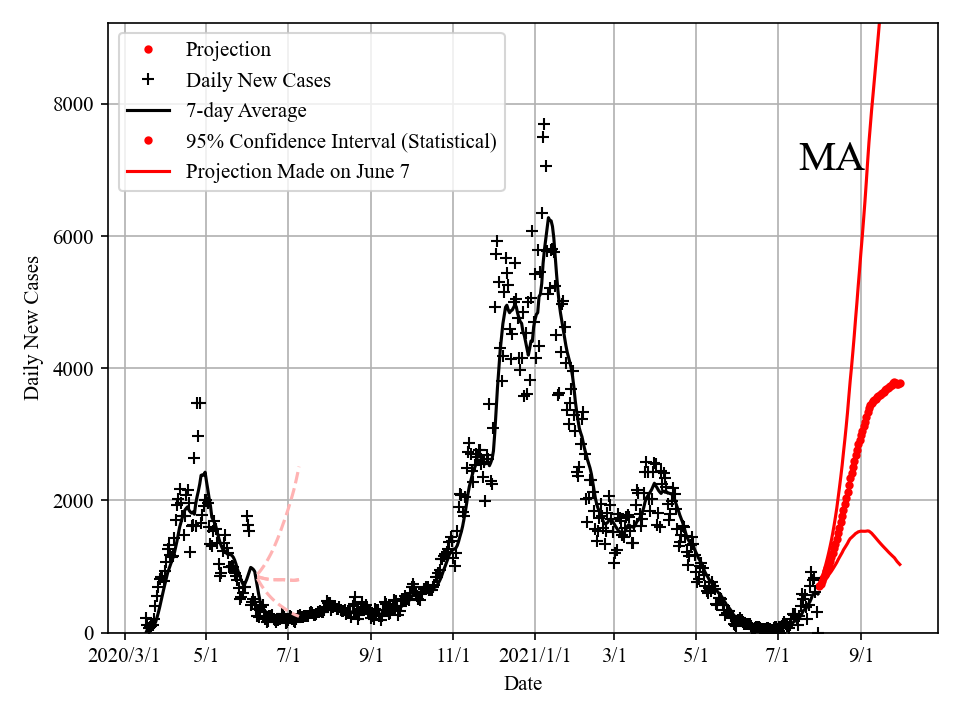 Projection
Daily New Cases
7-day Average
95% Confidence Interval (Statistical)
Projection Made on June 7
MA
8000
6000
4000
2000
0
Daily New Cases
2020/3/1 5/1 7/1 9/1 11/1 2021/1/1 3/1 5/1 7/1 9/1
Date